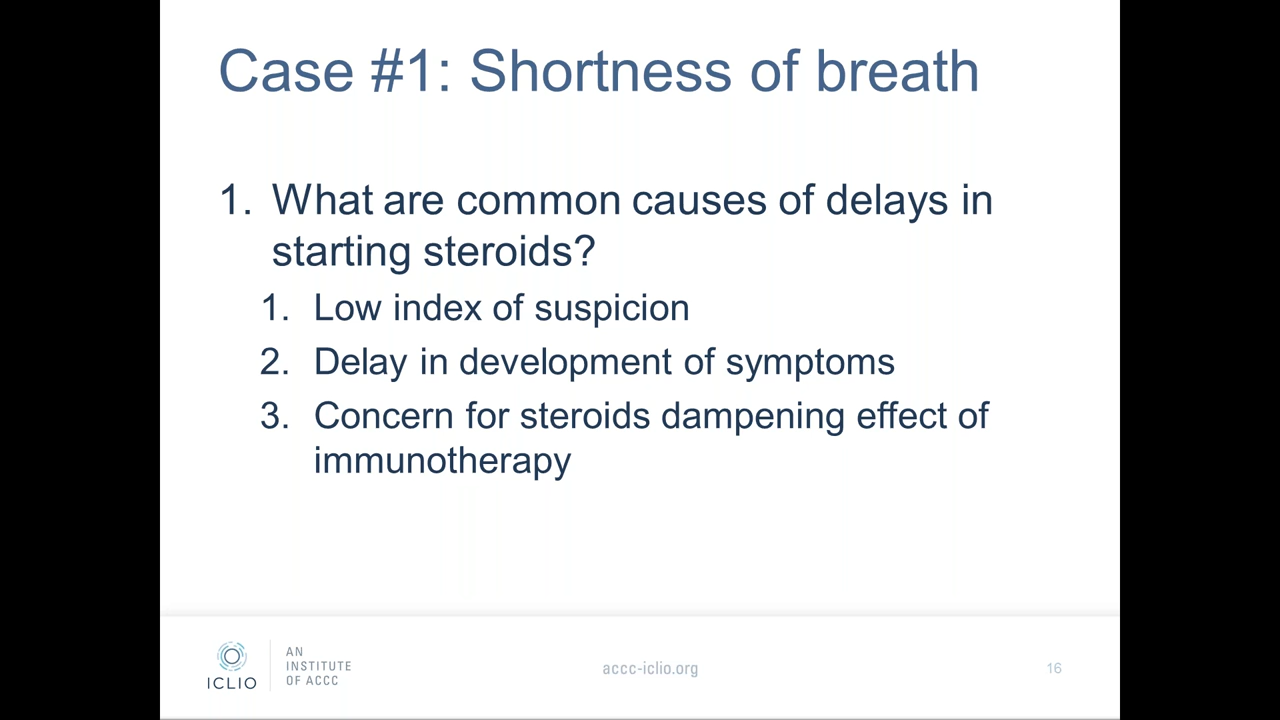 Case #1: Shortness of breath
1. What are common causes of delays in
starting steroids?
1. Low index of suspicion
2. Delay in development of symptoms
3. Concern for steroids dampening effect of
immunotherapy
ICLIO
AN
INSTITUTE
OF ACCC
accc-iclio.org
16